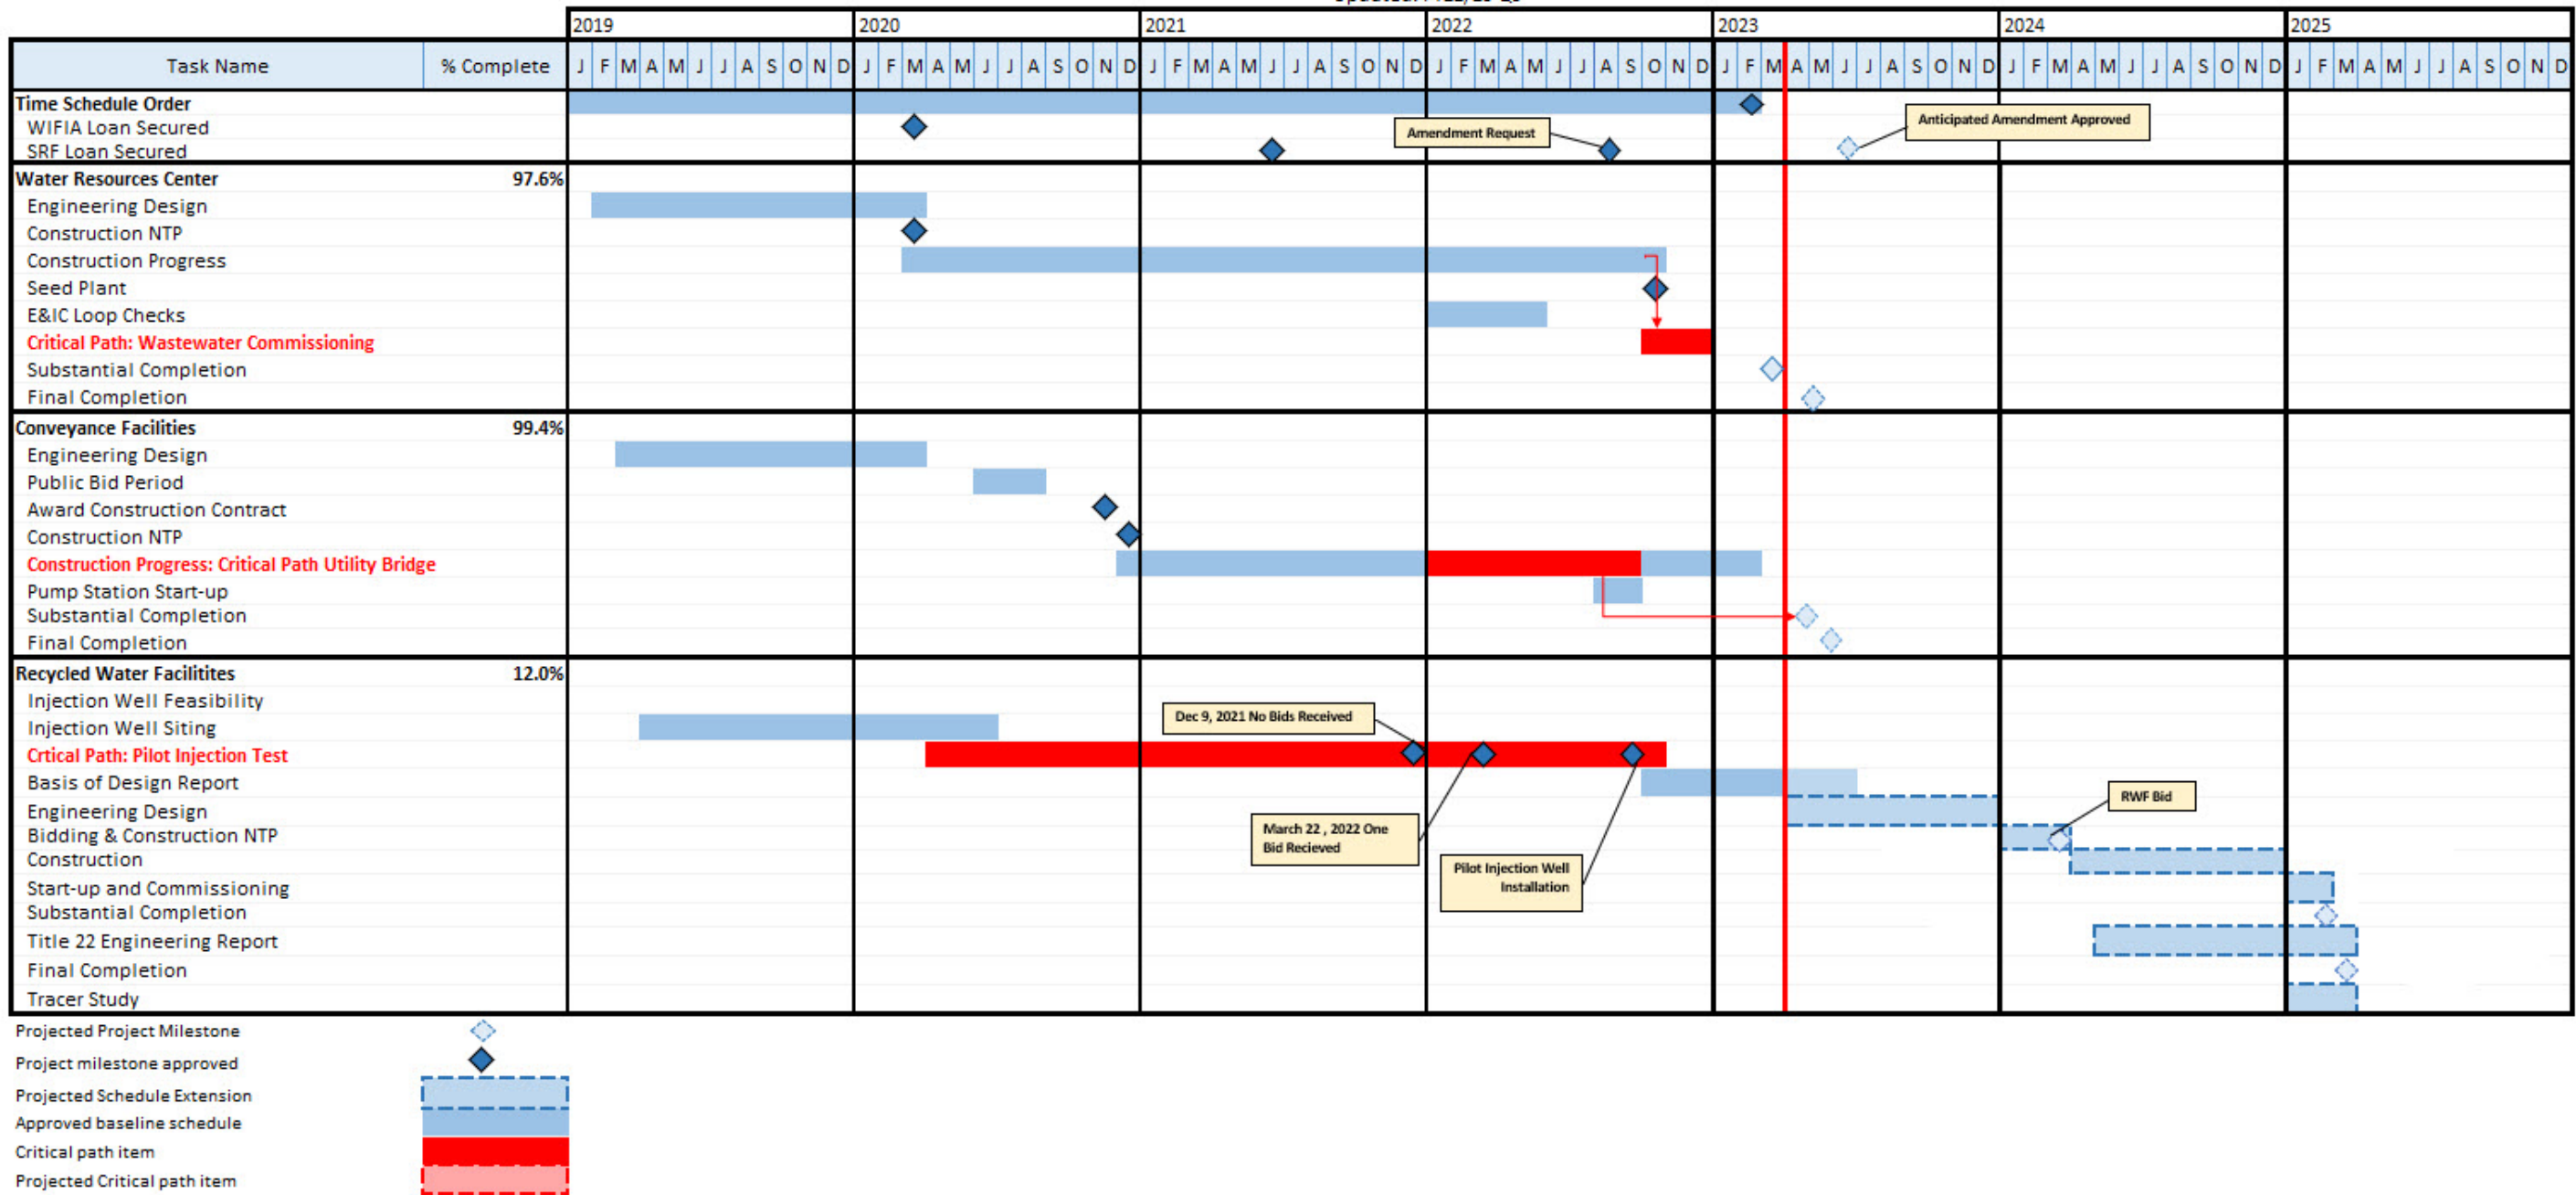 2019 2020 2021 2022 2023 2024 2025
Task Name % Complete J F M A M J J A S O N D J F M A M J J A S O N D J F M A M J J A S O N D J F M A M J J A S O N D J F M A M J J A S O N D J F M A M J J A S O N D J F M A M J J A S O N D
Time Schedule Order
WIFIA Loan Secured
Amendment Request
Anticipated Amendment Approved
SRF Loan Secured
Water Resources Center 97.6%
Engineering Design
Construction NTP
Construction Progress
Seed Plant
E&IC Loop Checks
Critical Path: Wastewater Commissioning
Substantial Completion
Final Completion
Conveyance Facilities 99.4%
Engineering Design
Public Bid Period
Award Construction Contract
Construction NTP
Construction Progress: Critical Path Utility Bridge
Pump Station Start-up
Substantial Completion
Final Completion
Recycled Water Facilitites 12.0%
Injection Well Feasibility
Dec 9, 2021 No Bids Received
Injection Well Siting
Crtical Path: Pilot Injection Test
Basis of Design Report
RWF Bid
Engineering Design
Bidding & Construction NTP
March 22 , 2022 One
Bid Recieved
Construction
Pilot Injection Well
Installation
Start-up and Commissioning
Substantial Completion
Title 22 Engineering Report
Final Completion
Tracer Study
Projected Project Milestone
Project milestone approved
Projected Schedule Extension
Approved baseline schedule
Critical path item
Projected Critical path item